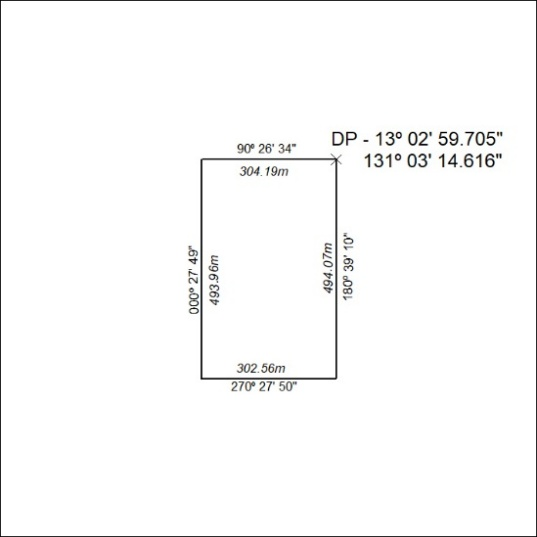 DP - 13º 02' 59.705"
131º 03' 14.616"
90º 26' 34"
304.19m
000º 27' 49"
493.96m
494.07m
180º 39' 10"
302.56m
270º 27' 50"